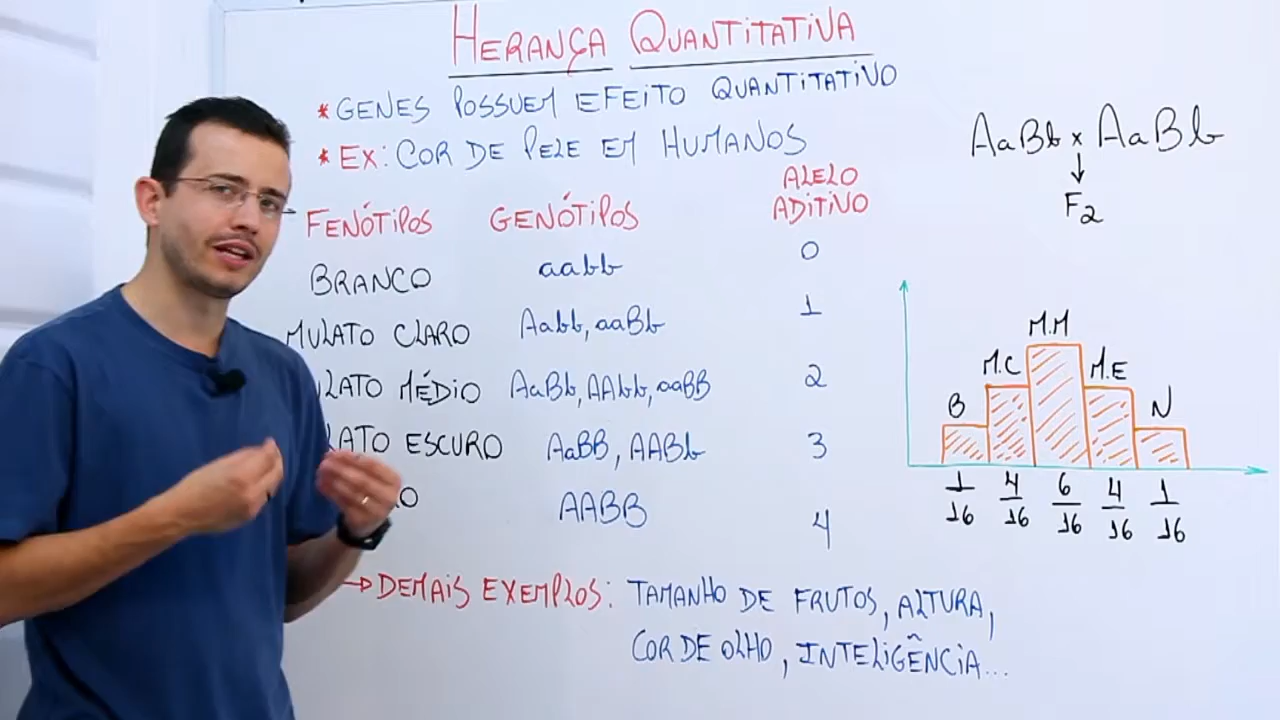 HERANÇA QUANTITATIVA
* GENES POSSUEM EFEITO QUANTITATIVO
* EX: COR DE PELE EM HUMANOS
FENÓTIPOS GENÓTIPOS ALELO ADITIVO
BRANCO aabb 0
MULATO CLARO Aabb, aaBb 1
ULATO MÉDIO AaBb, AAbb, aaBB 2
LATO ESCURO AaBB, AABb 3
RO AABB 4
→ DEMAIS EXEMPLOS: TAMANHO DE FRUTOS, ALTURA,
COR DE OLHO, INTELIGÊNCIA...
AaBb x AaBb
↓
F2
B M.C M.M M.E N
1/16 4/16 6/16 4/16 1/16